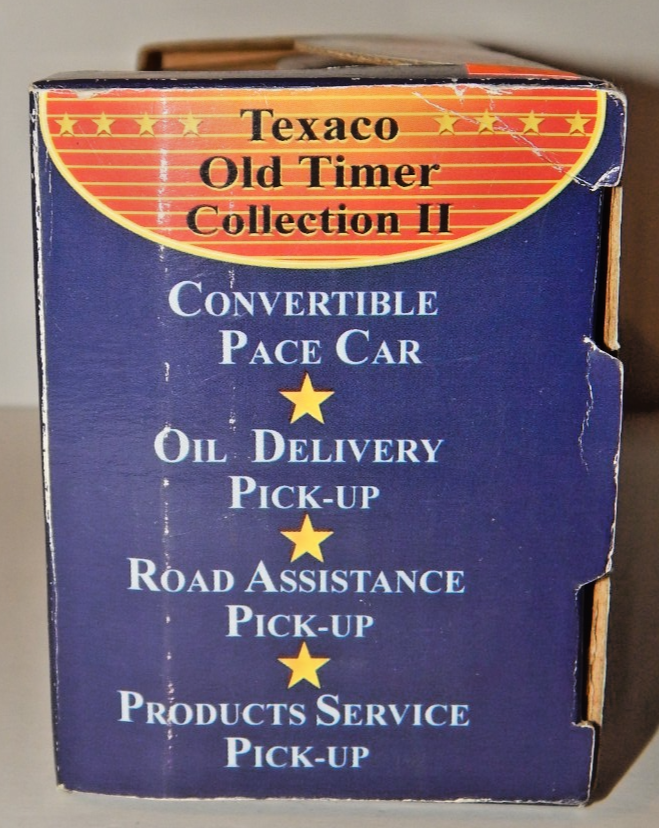 Texaco
Old Timer
Collection II
CONVERTIBLE
PACE CAR
OIL DELIVERY
PICK-UP
ROAD ASSISTANCE
PICK-UP
PRODUCTS SERVICE
PICK-UP